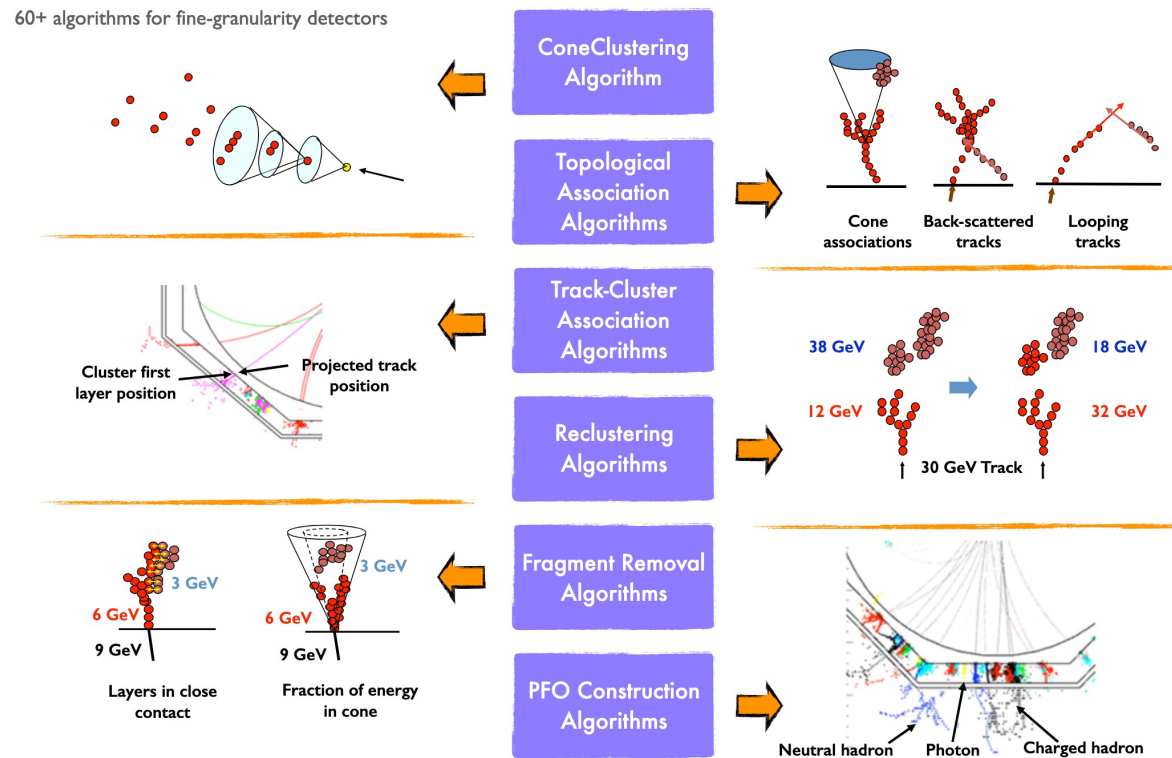 60+ algorithms for fine-granularity detectors
ConeClustering
Algorithm
Topological
Association
Algorithms
Cone
associations
Back-scattered
tracks
Looping
tracks
Track-Cluster
Association
Algorithms
Cluster first
layer position
Projected track
position
Reclustering
Algorithms
38 GeV
18 GeV
12 GeV
32 GeV
30 GeV Track
Fragment Removal
Algorithms
3 GeV
6 GeV
9 GeV
Layers in close
contact
3 GeV
6 GeV
9 GeV
Fraction of energy
in cone
PFO Construction
Algorithms
Neutral hadron
Photon
Charged hadron